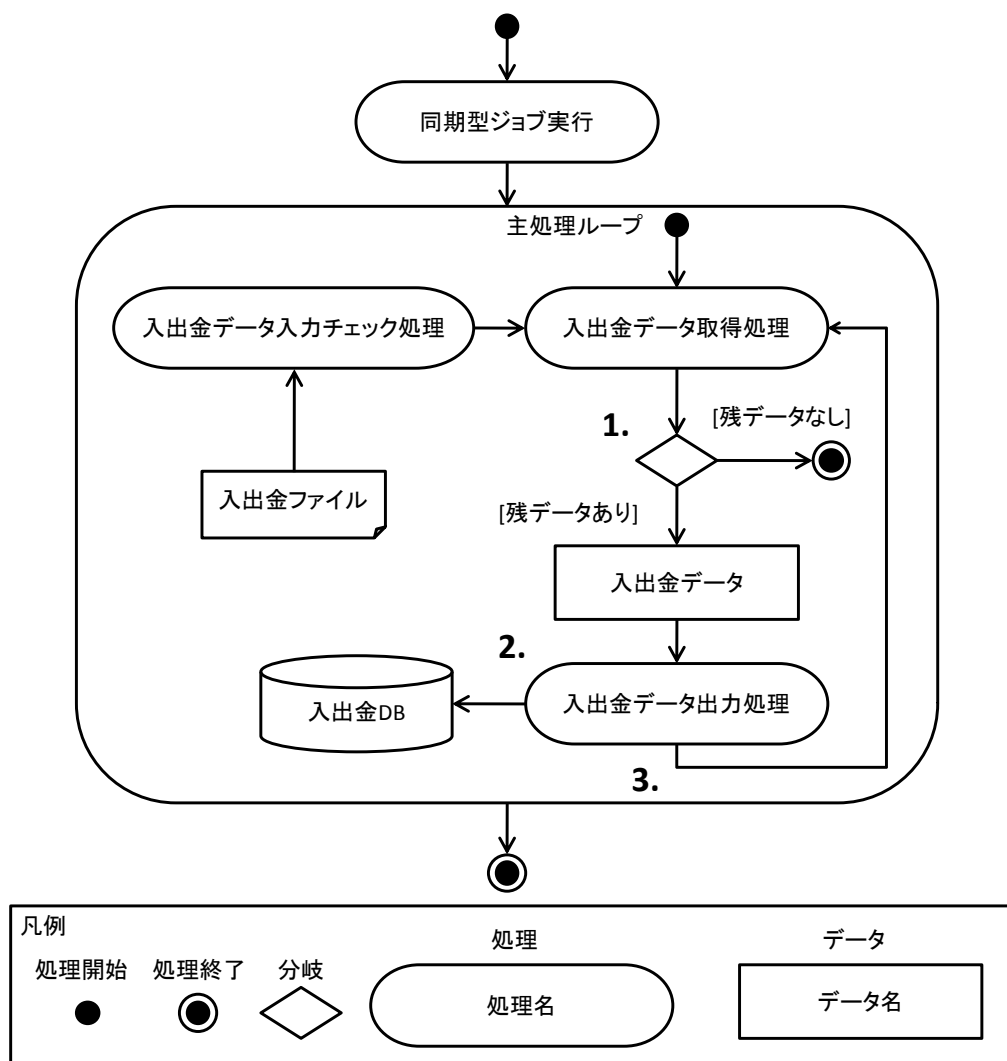 同期型ジョブ実行
主処理ループ
入出金データ入力チェック処理
入出金データ取得処理
1.
[残データなし]
入出金ファイル
[残データあり]
入出金データ
2.
入出金DB
入出金データ出力処理
3.
凡例
処理
データ
処理開始
処理終了
分岐
処理名
データ名